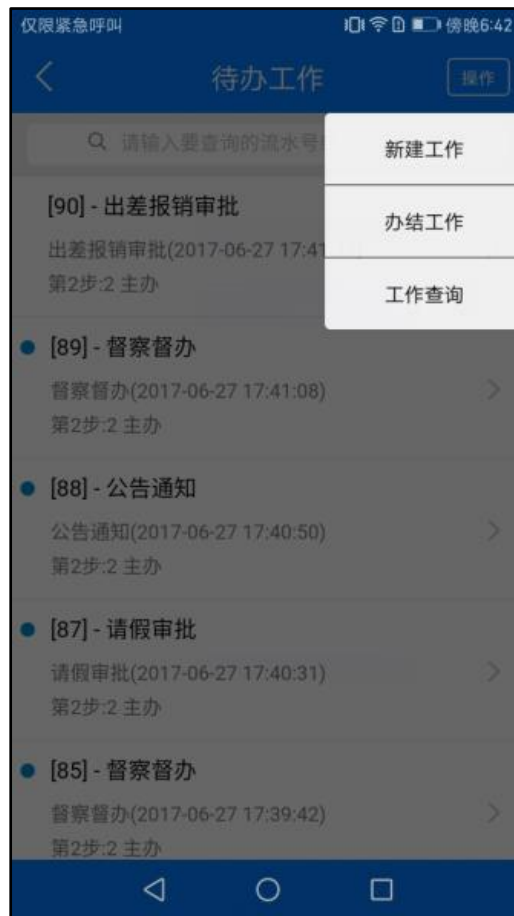 仅限紧急呼叫
傍晚6:42
待办工作
操作
请输入要查询的流水号
新建工作
办结工作
工作查询
[90] - 出差报销审批
出差报销审批(2017-06-27 17:41
第2步:2 主办
[89] - 督察督办
督察督办(2017-06-27 17:41:08)
第2步:2 主办
[88] - 公告通知
公告通知(2017-06-27 17:40:50)
第2步:2 主办
[87] - 请假审批
请假审批(2017-06-27 17:40:31)
第2步:2 主办
[85] - 督察督办
督察督办(2017-06-27 17:39:42)
第2步:2 主办